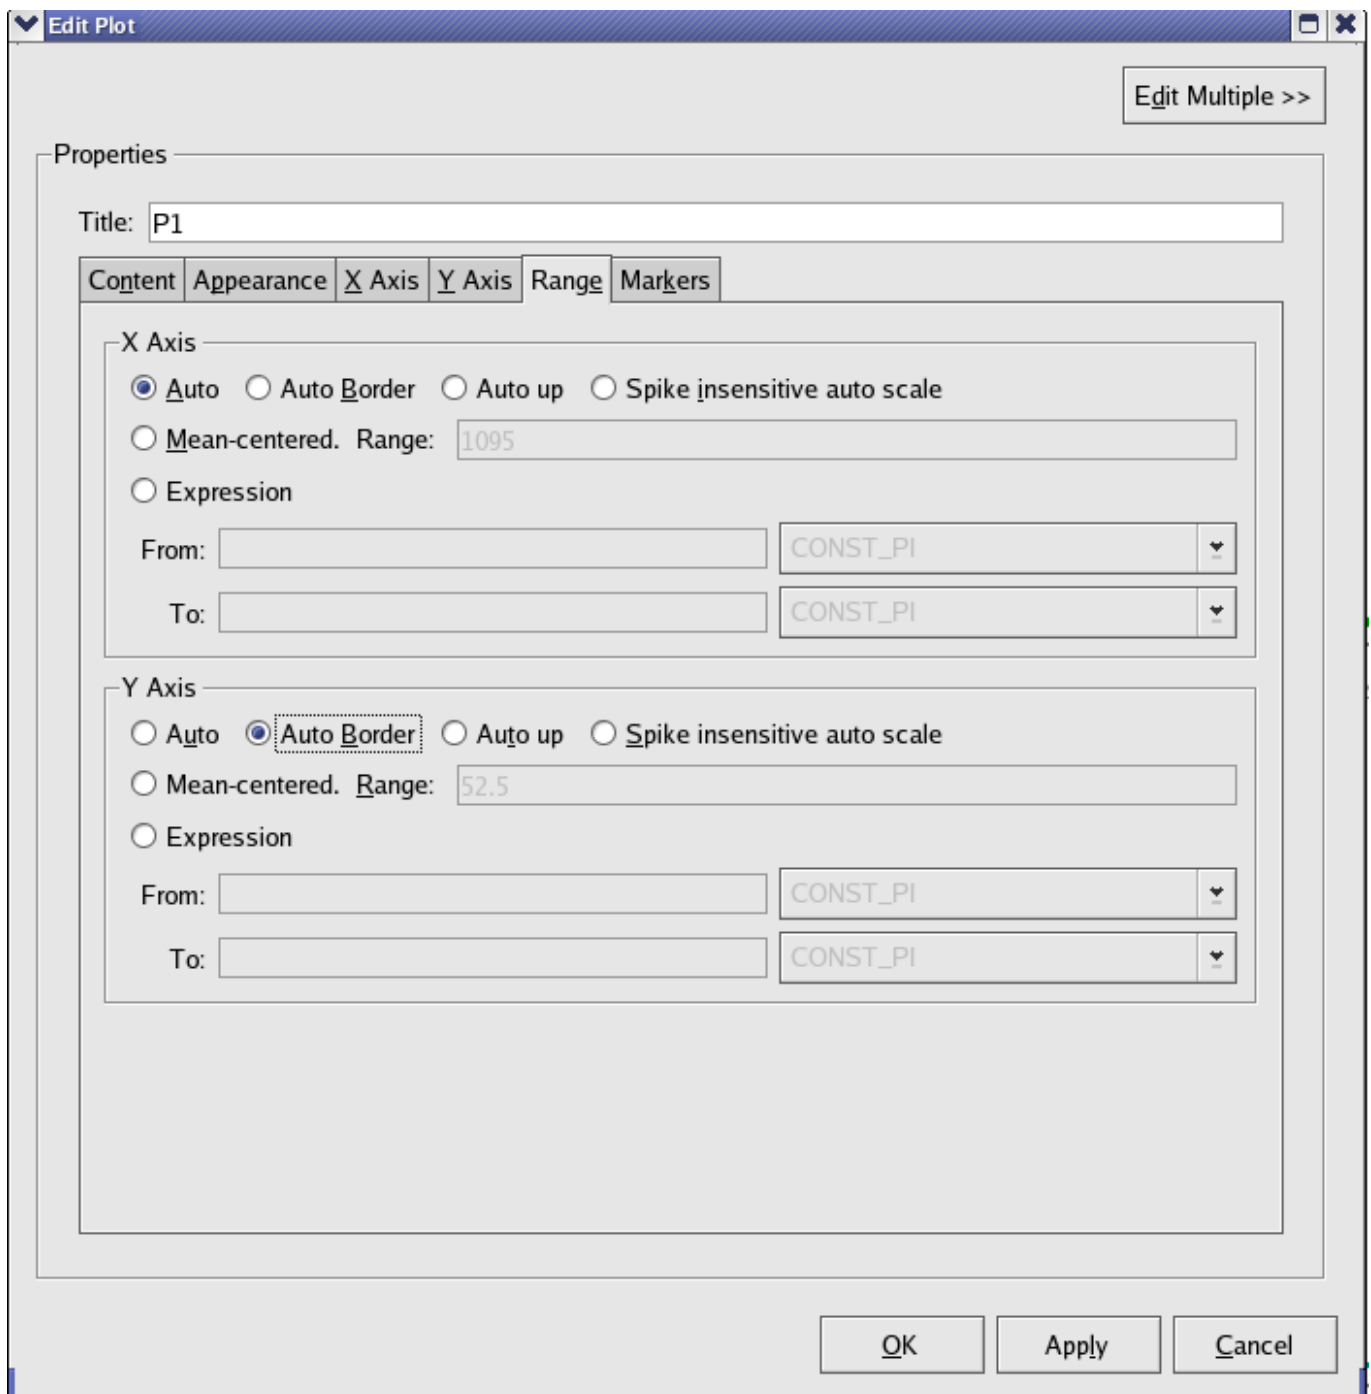 Edit Plot
Edit Multiple >>
Properties
Title: P1
Content Appearance X Axis Y Axis Range Markers
X Axis
Auto Auto Border Auto up Spike insensitive auto scale
Mean-centered. Range: 1095
Expression
From: CONST_PI
To: CONST_PI
Y Axis
Auto Auto Border Auto up Spike insensitive auto scale
Mean-centered. Range: 52.5
Expression
From: CONST_PI
To: CONST_PI
OK Apply Cancel